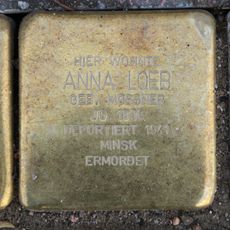 HIER WOHNTE
ANNA LOEB
GEB.
JG.
DEPORTIERT 1941
MINSK
ERMORDET